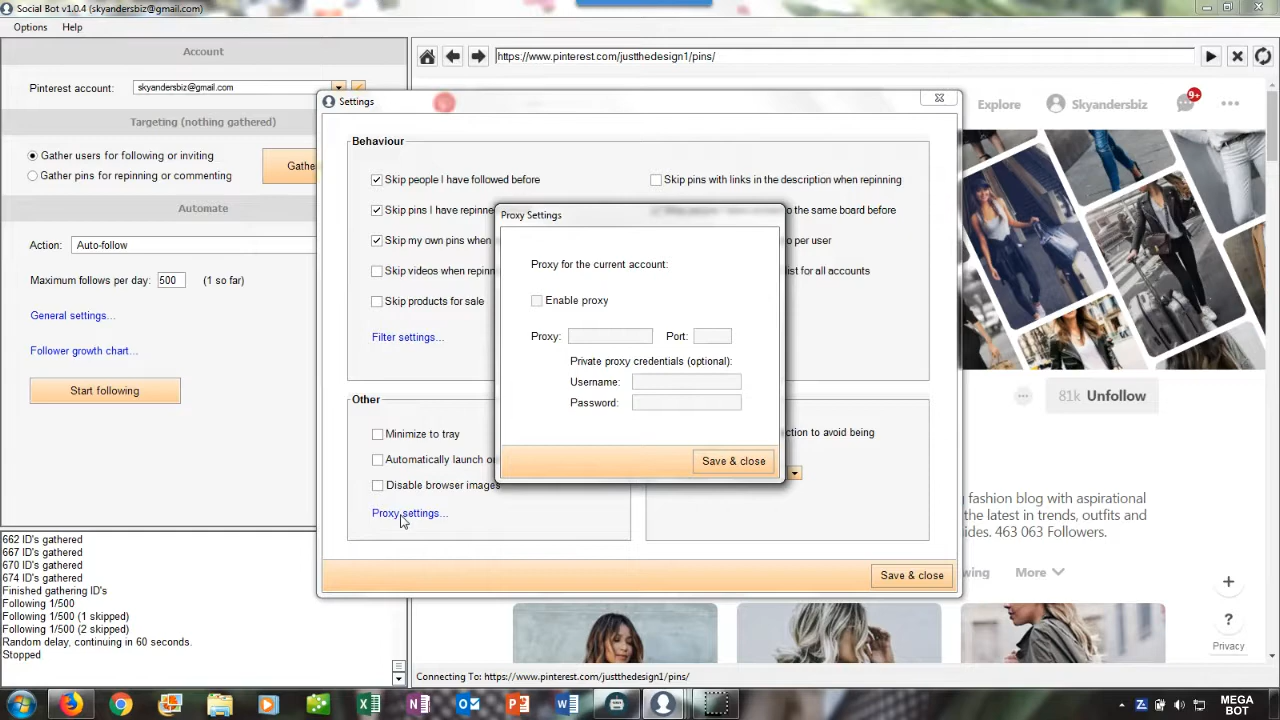 Social Bot v1.0.4 (skyandersbiz@gmail.com)
Options Help
Account
Pinterest account: skyandersbiz@gmail.com
Targeting (nothing gathered)
Gather users for following or inviting
Gather pins for repinning or commenting
Gathe
Automate
Action: Auto-follow
Maximum follows per day: 500 (1 so far)
General settings...
Follower growth chart...
Start following
662 ID's gathered
667 ID's gathered
670 ID's gathered
674 ID's gathered
Finished gathering ID's
Following 1/500
Following 1/500 (1 skipped)
Following 1/500 (2 skipped)
Random delay, continuing in 60 seconds.
Stopped
https://www.pinterest.com/justthedesign1/pins/
Explore Skyandersbiz 9+
Settings
Behaviour
Skip people I have followed before
Skip pins with links in the description when repinning
Skip pins I have repinne
to the same board before
Skip my own pins when
per user
Skip videos when repinn
list for all accounts
Skip products for sale
Filter settings...
Other
Minimize to tray
ction to avoid being
Automatically launch o
Disable browser images
Proxy settings...
Save & close
Proxy Settings
Proxy for the current account:
Enable proxy
Proxy: Port:
Private proxy credentials (optional):
Username:
Password:
Save & close
81k Unfollow
fashion blog with aspirational
the latest in trends, outfits and
ides. 463 063 Followers.
wing More
+
?
Privacy
Connecting To: https://www.pinterest.com/justthedesign1/pins/
MEGA
BOT